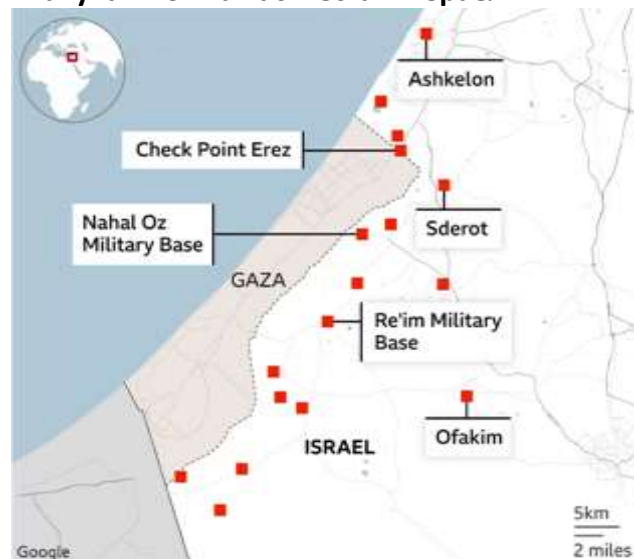 Ashkelon
Check Point Erez
Nahal Oz
Military Base
Sderot
GAZA
Re'im Military
Base
Ofakim
ISRAEL
5km
2 miles
Google